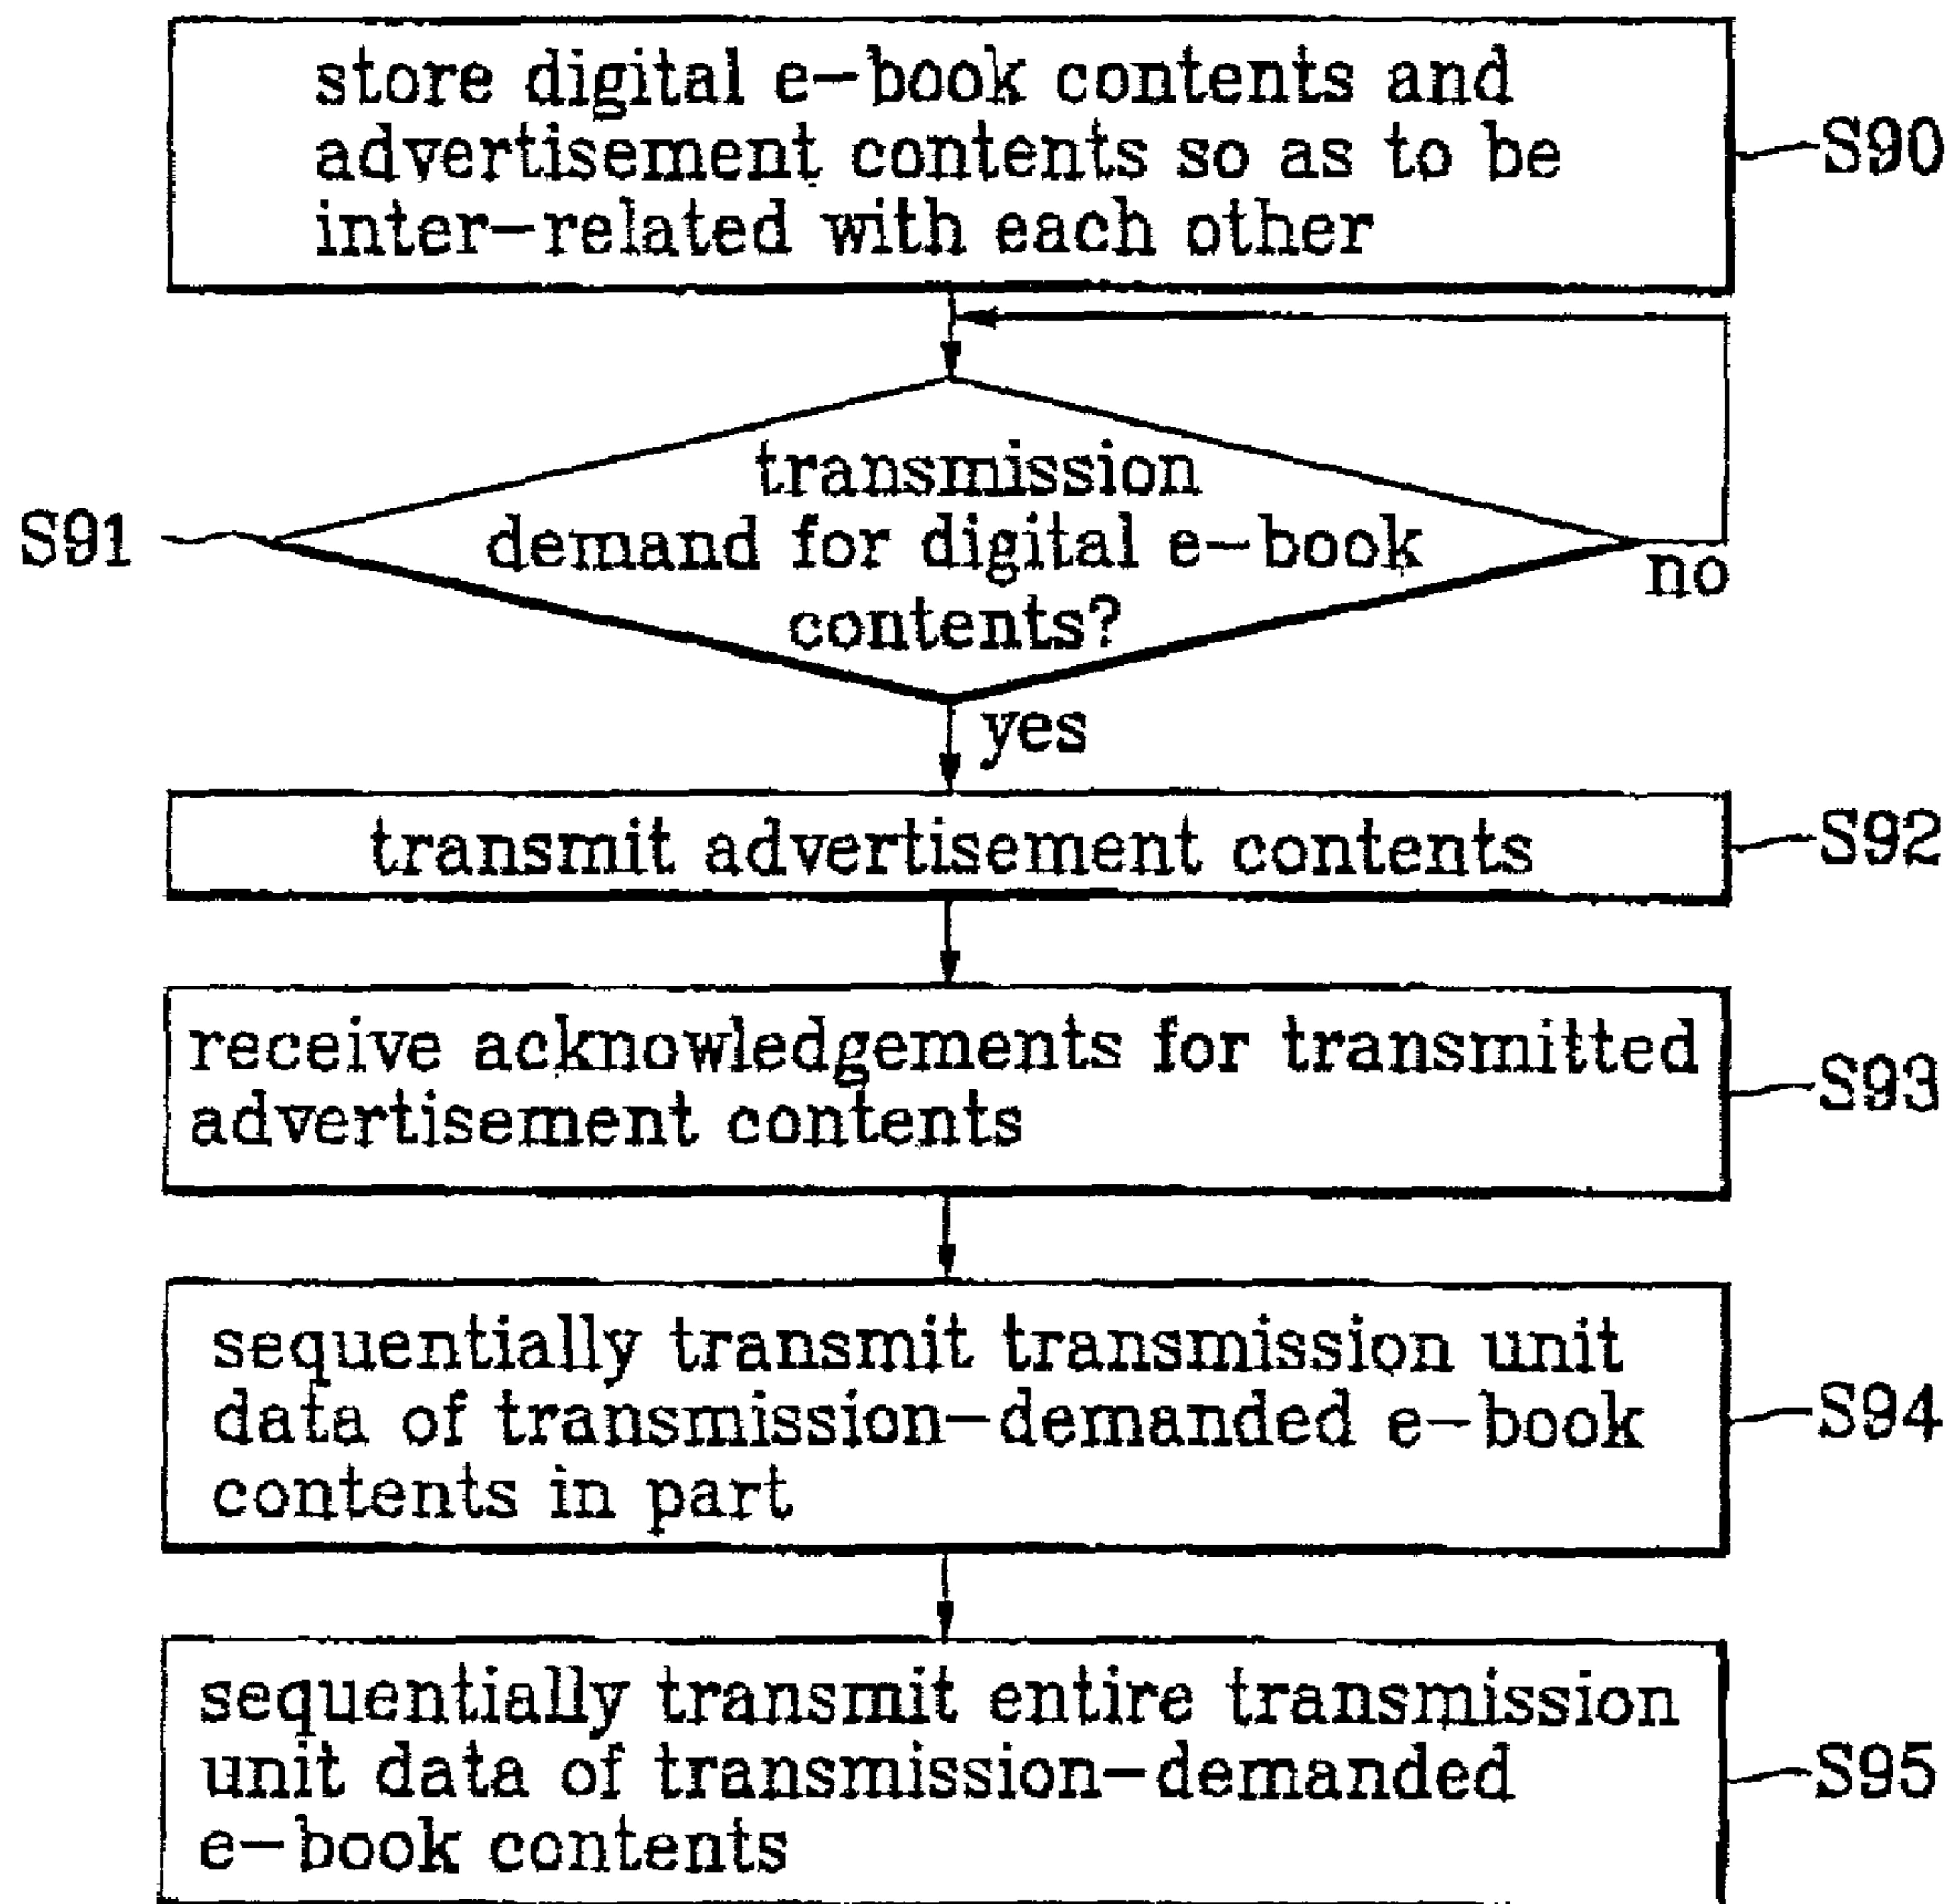 store digital e-book contents and
advertisement contents so as to be
inter-related with each other
S90
transmission
demand for digital e-book
contents?
S91
no
yes
transmit advertisement contents
S92
receive acknowledgements for transmitted
advertisement contents
S93
sequentially transmit transmission unit
data of transmission-demanded e-book
contents in part
S94
sequentially transmit entire transmission
unit data of transmission-demanded
e-book contents
S95